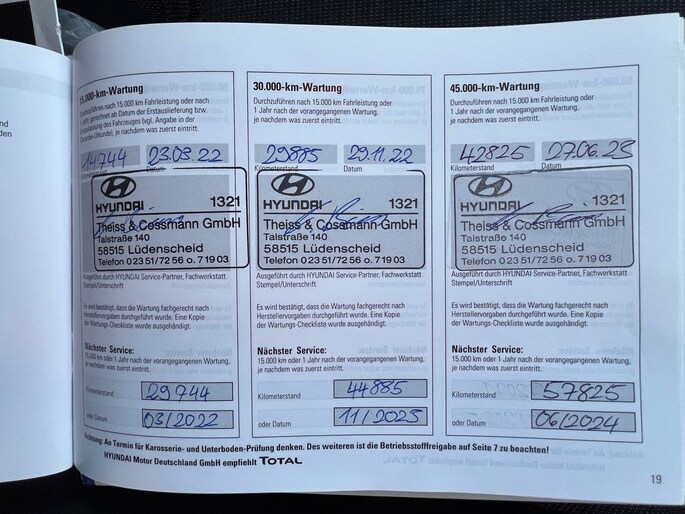 und
den
15.000-km-Wartung
Durchzuführen nach 15.000 km Fahrleistung oder nach
1 Jahr, gerechnet ab Datum der Erstauslieferung bzw.
Erstzulassung des Fahrzeuges (vgl. Angabe in der
Garantie-Urkunde), je nachdem was zuerst eintritt.
14744 23.03.22
Kilometerstand Datum
HYUNDAI 1321
Theiss & Cossmann GmbH
Talstraße 140
58515 Lüdenscheid
Telefon 0 23 51/72 56 o. 7 19 03
Ausgeführt durch HYUNDAI Service-Partner, Fachwerkstatt
Stempel/Unterschrift
Es wird bestätigt, dass die Wartung fachgerecht nach
Herstellervorgaben durchgeführt wurde. Eine Kopie
der Wartungs-Checkliste wurde ausgehändigt.
Nächster Service:
15.000 km oder 1 Jahr nach der vorangegangenen Wartung,
je nachdem was zuerst eintritt.
Kilometerstand 29744
oder Datum 03/2022
30.000-km-Wartung
Durchzuführen nach 15.000 km Fahrleistung oder
1 Jahr nach der vorangegangenen Wartung,
je nachdem was zuerst eintritt.
29885 29.11.22
Kilometerstand Datum
HYUNDAI 1321
Theiss & Cossmann GmbH
Talstraße 140
58515 Lüdenscheid
Telefon 0 23 51/72 56 o. 7 19 03
Ausgeführt durch HYUNDAI Service-Partner, Fachwerkstatt
Stempel/Unterschrift
Es wird bestätigt, dass die Wartung fachgerecht nach
Herstellervorgaben durchgeführt wurde. Eine Kopie
der Wartungs-Checkliste wurde ausgehändigt.
Nächster Service:
15.000 km oder 1 Jahr nach der vorangegangenen Wartung,
je nachdem was zuerst eintritt.
Kilometerstand 44885
oder Datum 11/2023
45.000-km-Wartung
Durchzuführen nach 15.000 km Fahrleistung oder
1 Jahr nach der vorangegangenen Wartung,
je nachdem was zuerst eintritt.
42825 07.06.23
Kilometerstand Datum
HYUNDAI 1321
Theiss & Cossmann GmbH
Talstraße 140
58515 Lüdenscheid
Telefon 0 23 51/72 56 o. 7 19 03
Ausgeführt durch HYUNDAI Service-Partner, Fachwerkstatt
Stempel/Unterschrift
Es wird bestätigt, dass die Wartung fachgerecht nach
Herstellervorgaben durchgeführt wurde. Eine Kopie
der Wartungs-Checkliste wurde ausgehändigt.
Nächster Service:
15.000 km oder 1 Jahr nach der vorangegangenen Wartung,
je nachdem was zuerst eintritt.
Kilometerstand 57825
oder Datum 06/2024
Achtung: An Termin für Karosserie- und Unterboden-Prüfung denken. Des weiteren ist die Betriebsstofffreigabe auf Seite 7 zu beachten!
HYUNDAI Motor Deutschland GmbH empfiehlt TOTAL
19